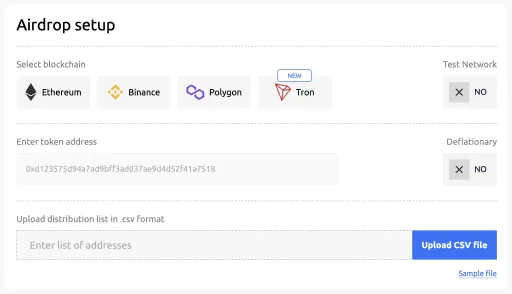 Airdrop setup
Select blockchain
Test Network
NEW
Ethereum
Binance
Polygon
Tron
NO
Enter token address
Deflationary
0xd123575d94a7ad9bff3ad037ae9d4d52f41a7518
NO
Upload distribution list in .csv format
Enter list of addresses
Upload CSV file
Sample file